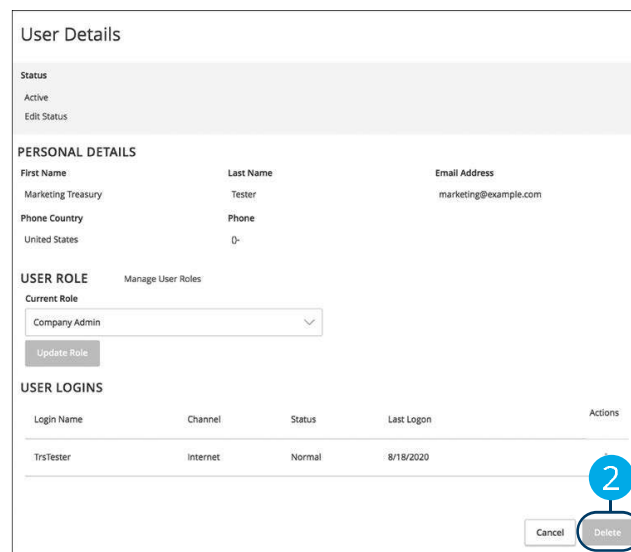 User Details
Status
Active
Edit Status
PERSONAL DETAILS
First Name Last Name Email Address
Marketing Treasury Tester marketing@example.com
Phone Country Phone
United States ()-
USER ROLE Manage User Roles
Current Role
Company Admin
Update Role
USER LOGINS
Login Name Channel Status Last Logon Actions
TrsTester Internet Normal 8/18/2020
2
Cancel Delete